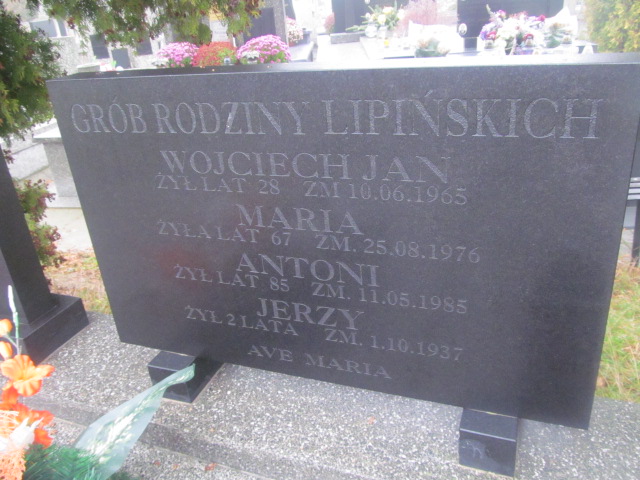 GRÓB RODZINY LIPIŃSKICH
WOJCIECH JAN
ŻYŁ LAT 28 ZM 10.06.1965
MARIA
ŻYŁA LAT 67 ZM. 25.08.1976
ANTONI
ŻYŁ LAT 85 ZM. 11.05.1985
JERZY
ŻYŁ 2 LATA ZM. 1.10.1937
AVE MARIA